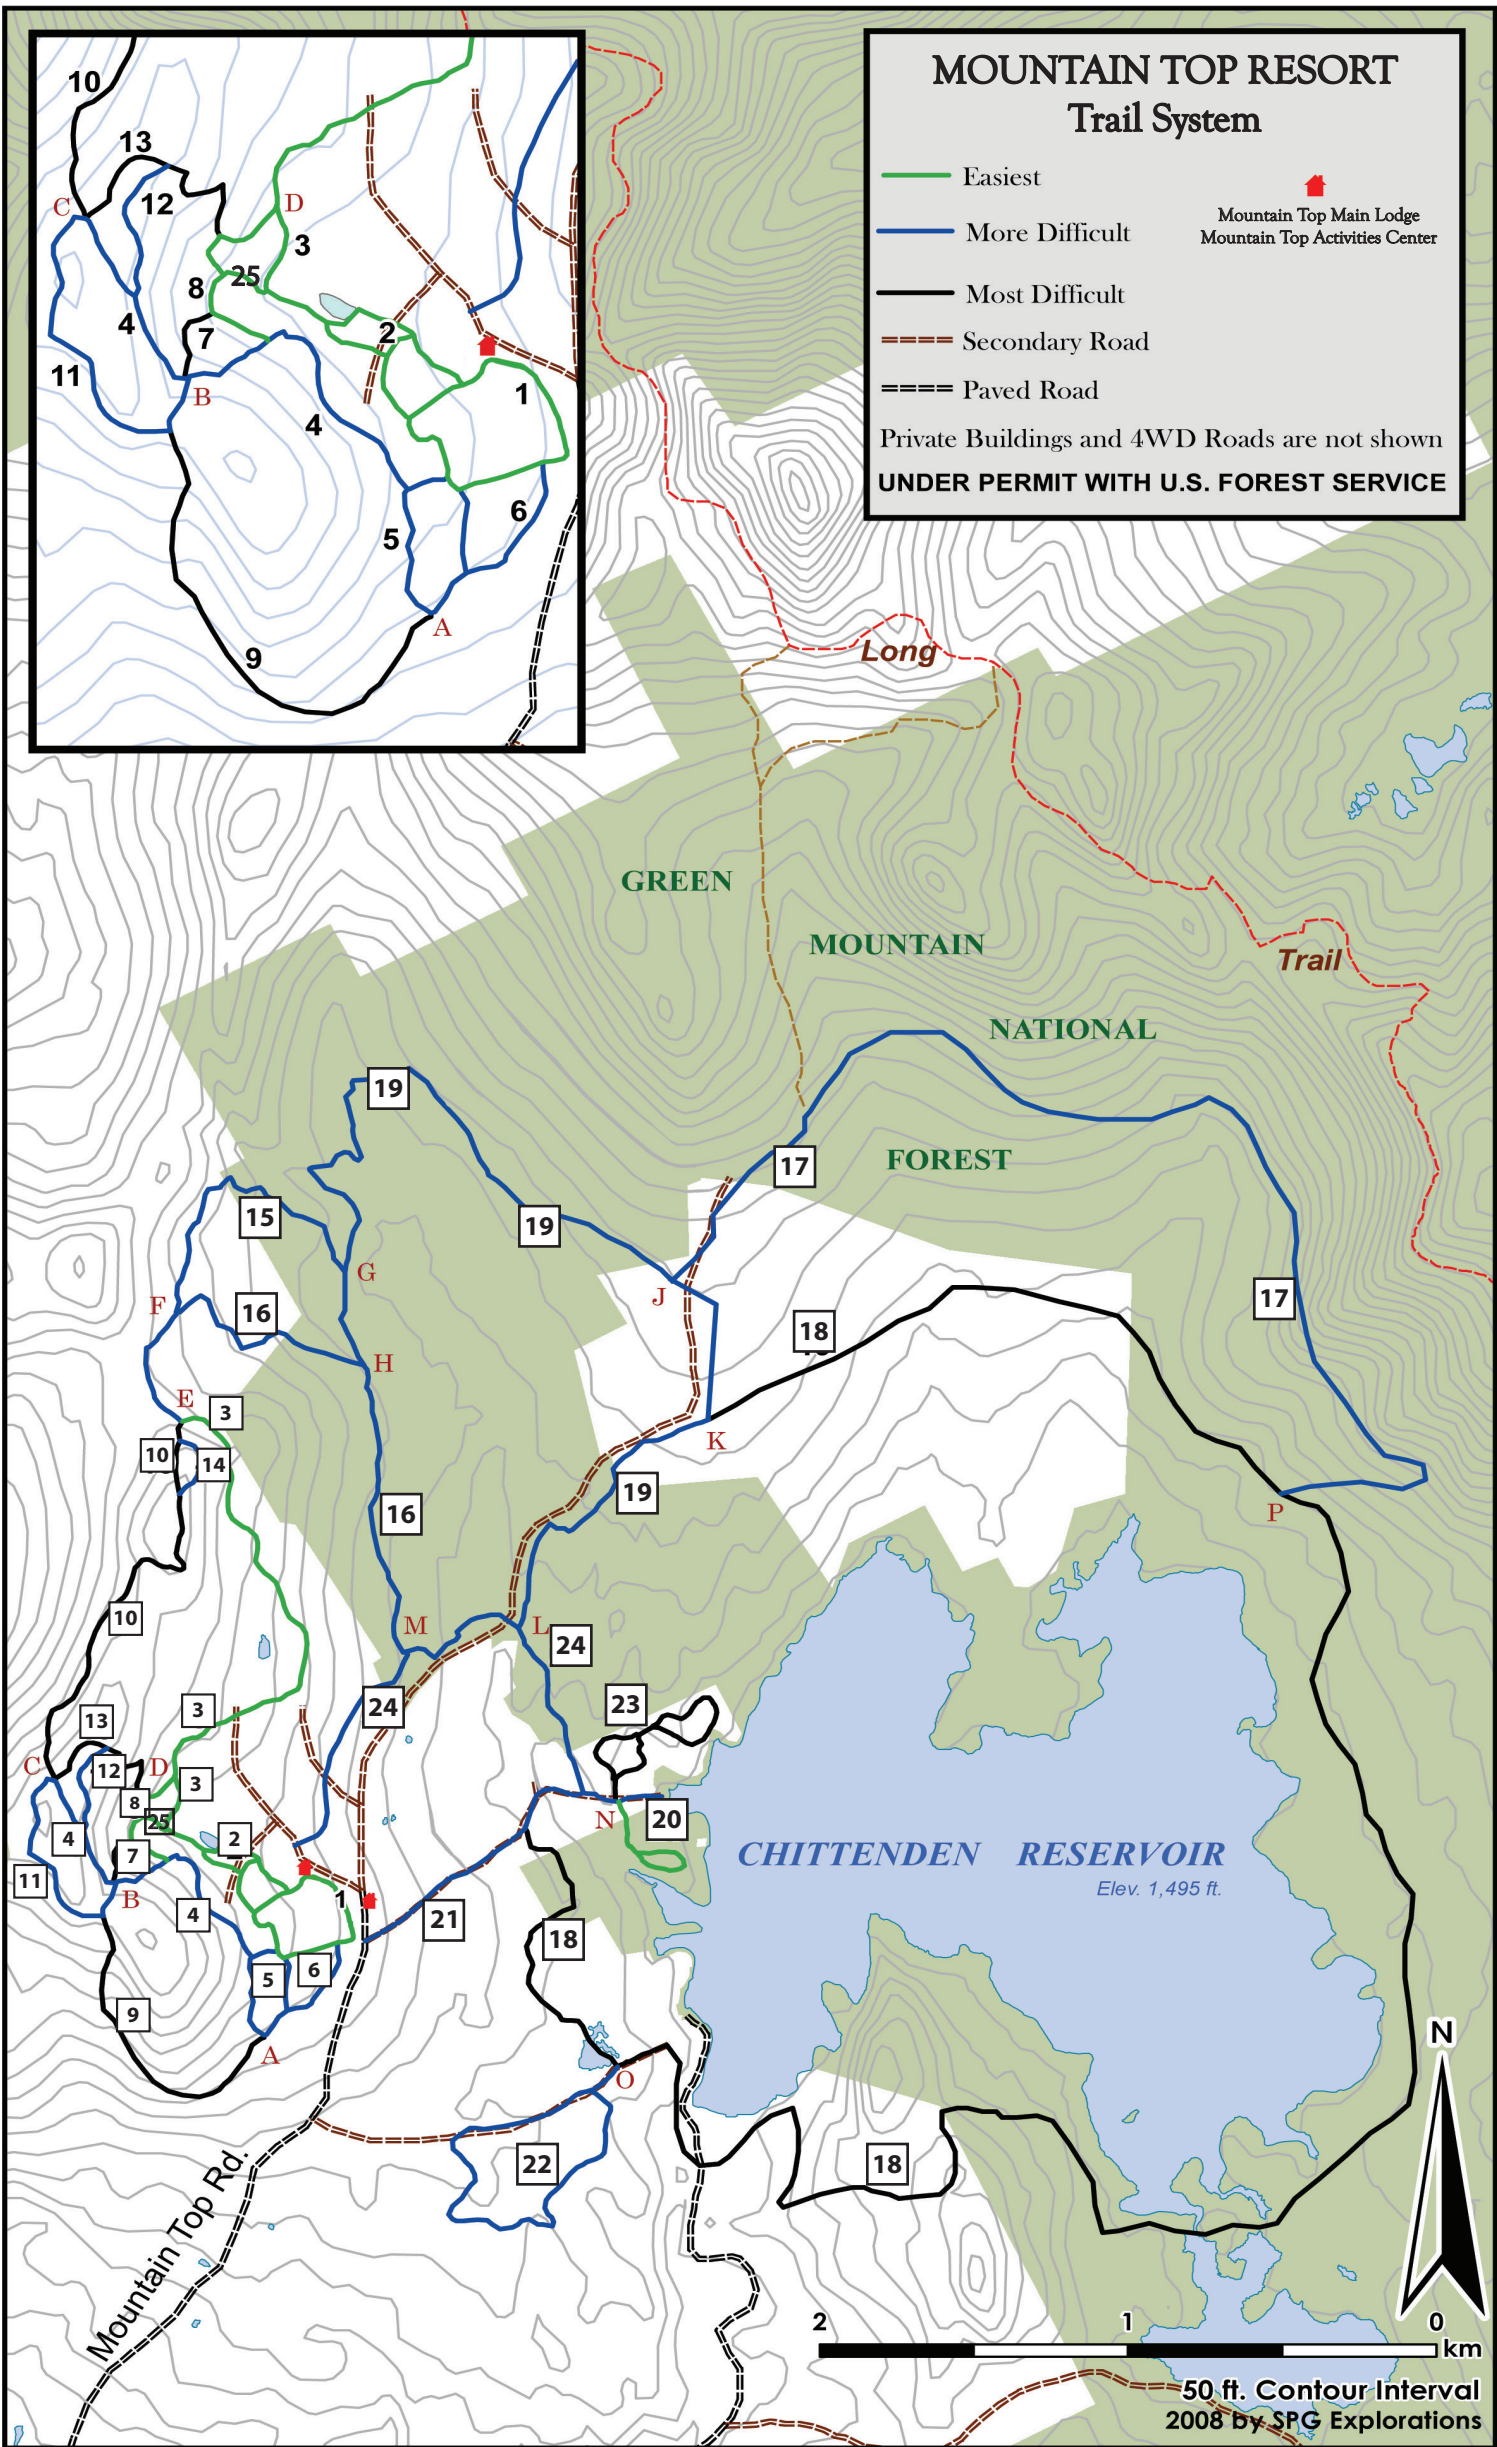 MOUNTAIN TOP RESORT
Trail System
Easiest
More Difficult
Most Difficult
Secondary Road
Paved Road
Mountain Top Main Lodge
Mountain Top Activities Center
Private Buildings and 4WD Roads are not shown
UNDER PERMIT WITH U.S. FOREST SERVICE
10
13
12
C
D
3
25
8
4
7
2
11
B
1
4
6
5
A
9
Long
Trail
GREEN
MOUNTAIN
NATIONAL
FOREST
19
17
15
19
G
F
16
J
17
18
H
E
3
K
10
14
19
16
P
10
M
L
24
23
24
3
13
C
12
D
3
8
25
N
20
2
4
7
CHITTENDEN RESERVOIR
Elev. 1,495 ft.
11
B
1
4
21
18
6
5
9
A
N
O
22
18
Mountain Top Rd.
2
1
0
km
50 ft. Contour Interval
2008 by SPG Explorations